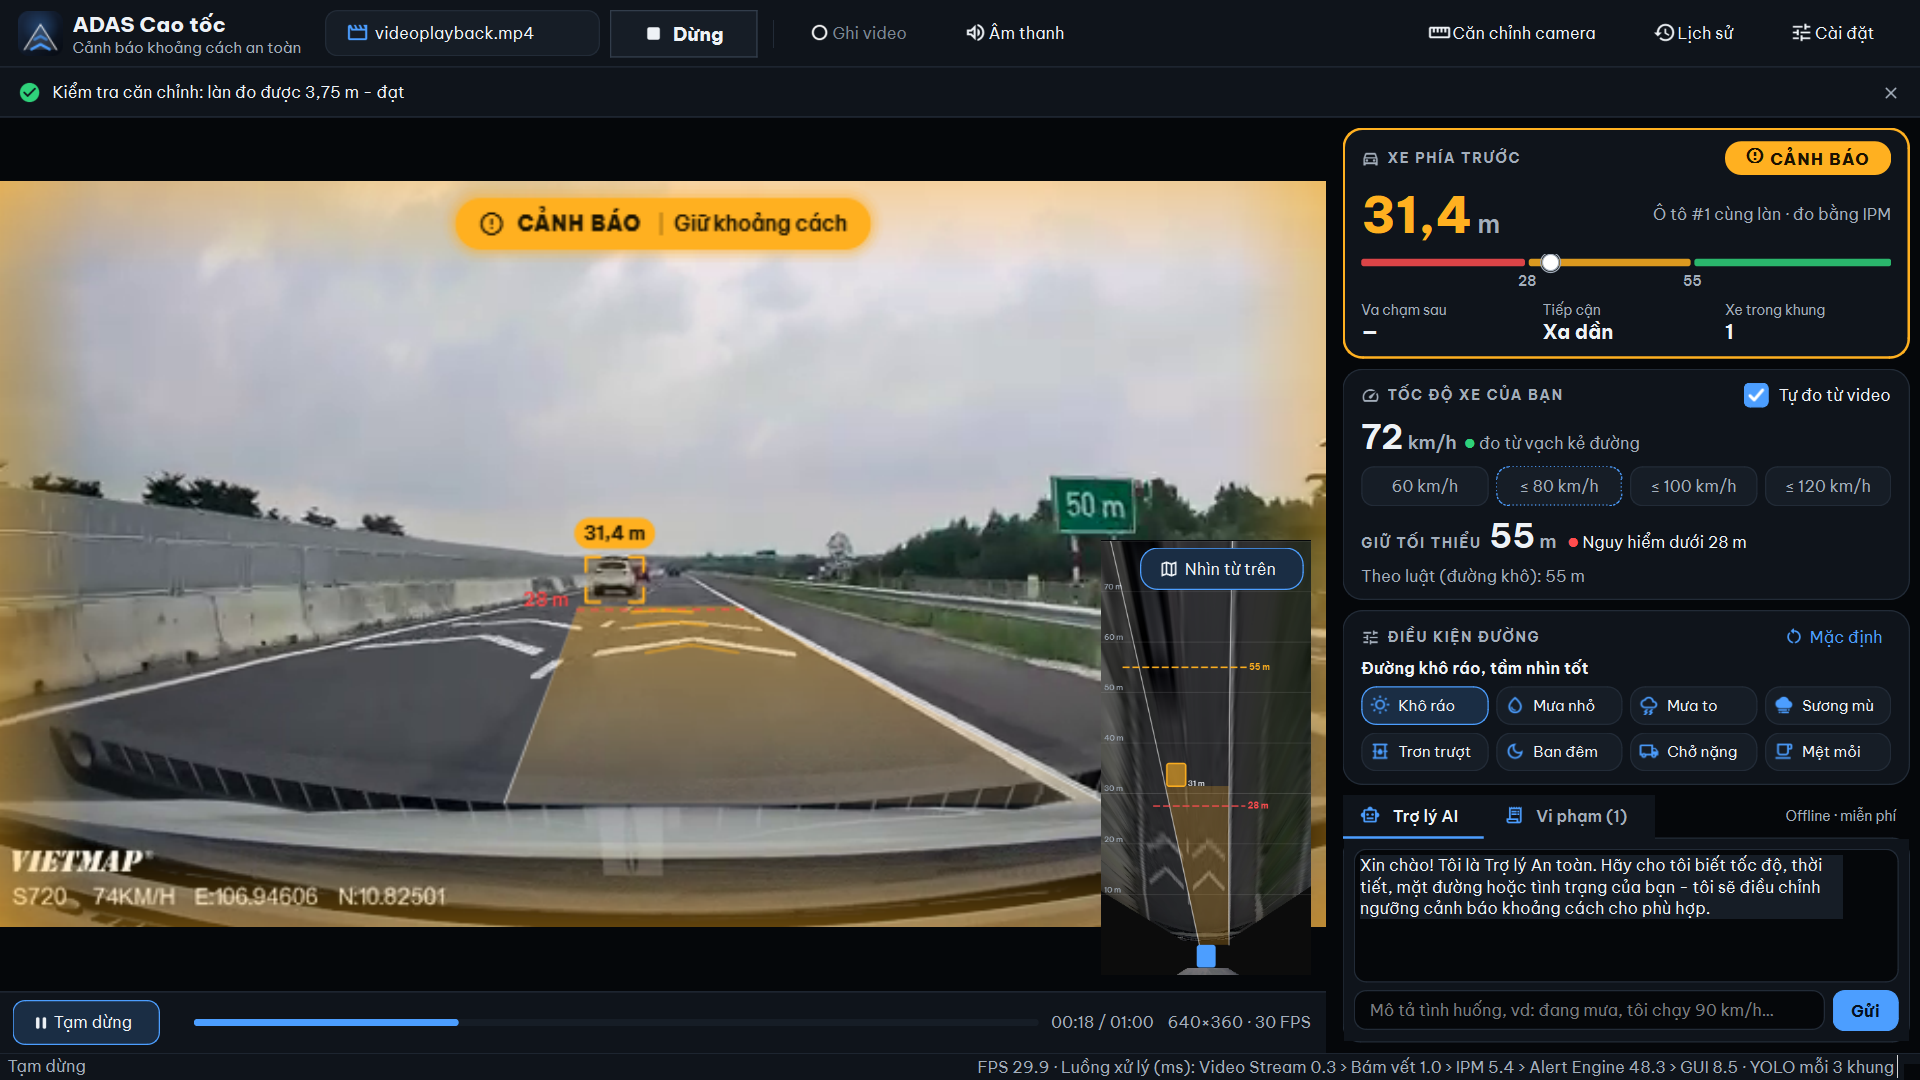 ADAS Cao tốc
Cảnh báo khoảng cách an toàn
videoplayback.mp4
Dừng
Ghi video
Âm thanh
Căn chỉnh camera
Lịch sử
Cài đặt
Kiểm tra căn chỉnh: làn đo được 3,75 m - đạt
CẢNH BÁO | Giữ khoảng cách
50 m
31,4 m
28 m
VIETMAP
S720 74KM/H E:106.94606 N:10.82501
Nhìn từ trên
70 m
60 m
55 m
50 m
40 m
31 m
30 m
28 m
20 m
10 m
XE PHÍA TRƯỚC
CẢNH BÁO
31,4 m
Ô tô #1 cùng làn · đo bằng IPM
28
55
Va chạm sau
–
Tiếp cận
Xa dần
Xe trong khung
1
TỐC ĐỘ XE CỦA BẠN
Tự đo từ video
72 km/h
đo từ vạch kẻ đường
60 km/h
≤ 80 km/h
≤ 100 km/h
≤ 120 km/h
GIỮ TỐI THIỂU 55 m
Nguy hiểm dưới 28 m
Theo luật (đường khô): 55 m
ĐIỀU KIỆN ĐƯỜNG
Mặc định
Đường khô ráo, tầm nhìn tốt
Khô ráo
Mưa nhỏ
Mưa to
Sương mù
Trơn trượt
Ban đêm
Chở nặng
Mệt mỏi
Trợ lý AI
Vi phạm (1)
Offline · miễn phí
Xin chào! Tôi là Trợ lý An toàn. Hãy cho tôi biết tốc độ, thời
tiết, mặt đường hoặc tình trạng của bạn - tôi sẽ điều chỉnh
ngưỡng cảnh báo khoảng cách cho phù hợp.
Mô tả tình huống, vd: đang mưa, tôi chạy 90 km/h...
Gửi
Tạm dừng
00:18 / 01:00
640×360 · 30 FPS
Tạm dừng
FPS 29.9 · Luồng xử lý (ms): Video Stream 0.3 › Bám vết 1.0 › IPM 5.4 › Alert Engine 48.3 › GUI 8.5 · YOLO mỗi 3 khung